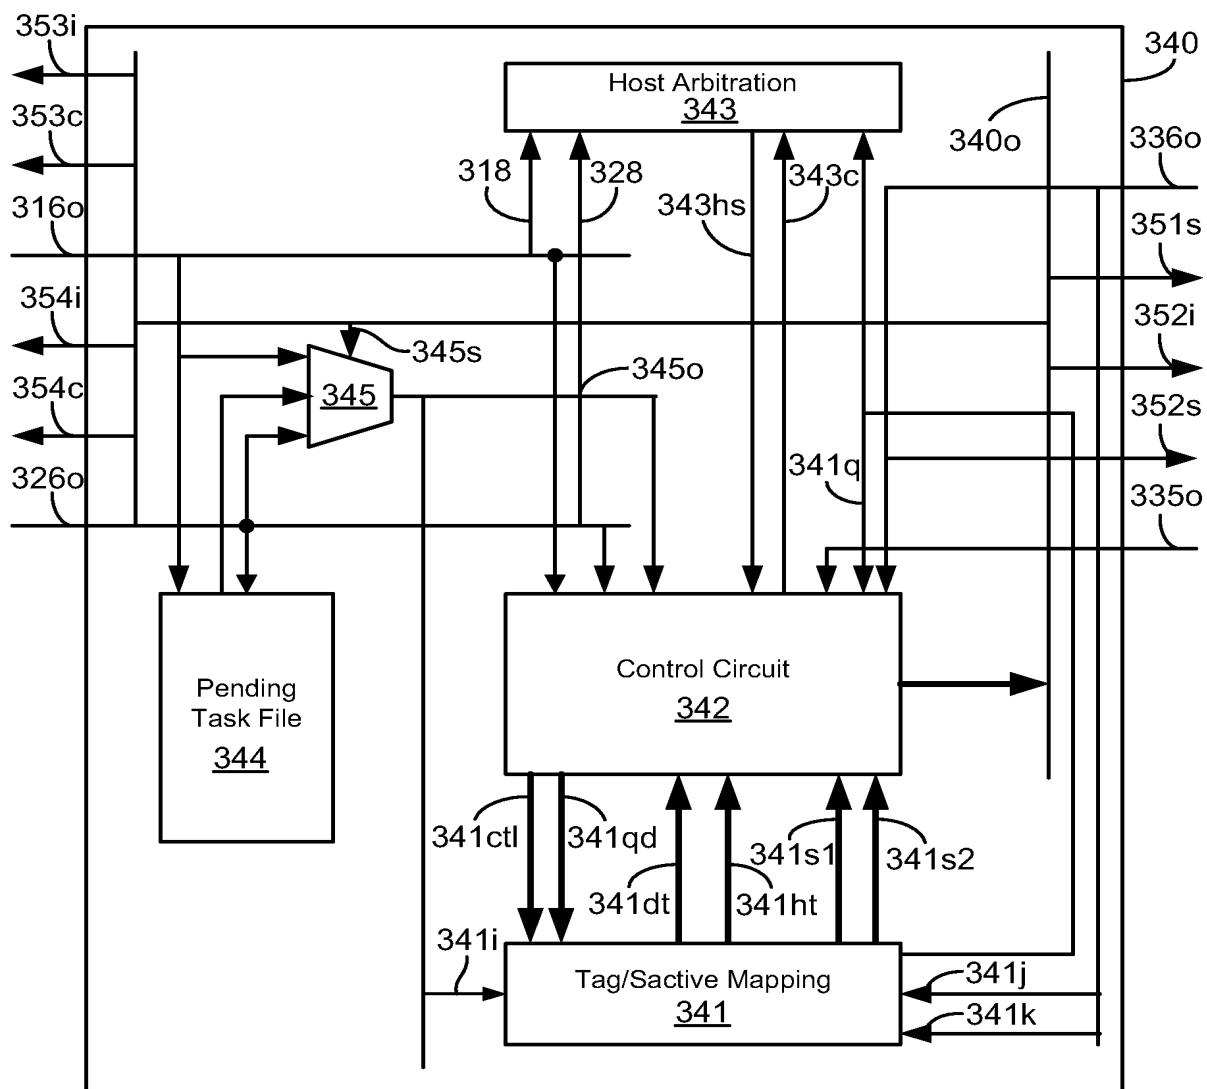 353i
340
Host Arbitration
343
353c
340o
336o
318
328
343c
316o
343hs
351s
354i
352i
345s
345o
354c
345
352s
326o
341q
335o
Control Circuit
342
Pending
Task File
344
341ctl
341qd
341s1
341s2
341dt
341ht
341i
Tag/Sactive Mapping
341
341j
341k